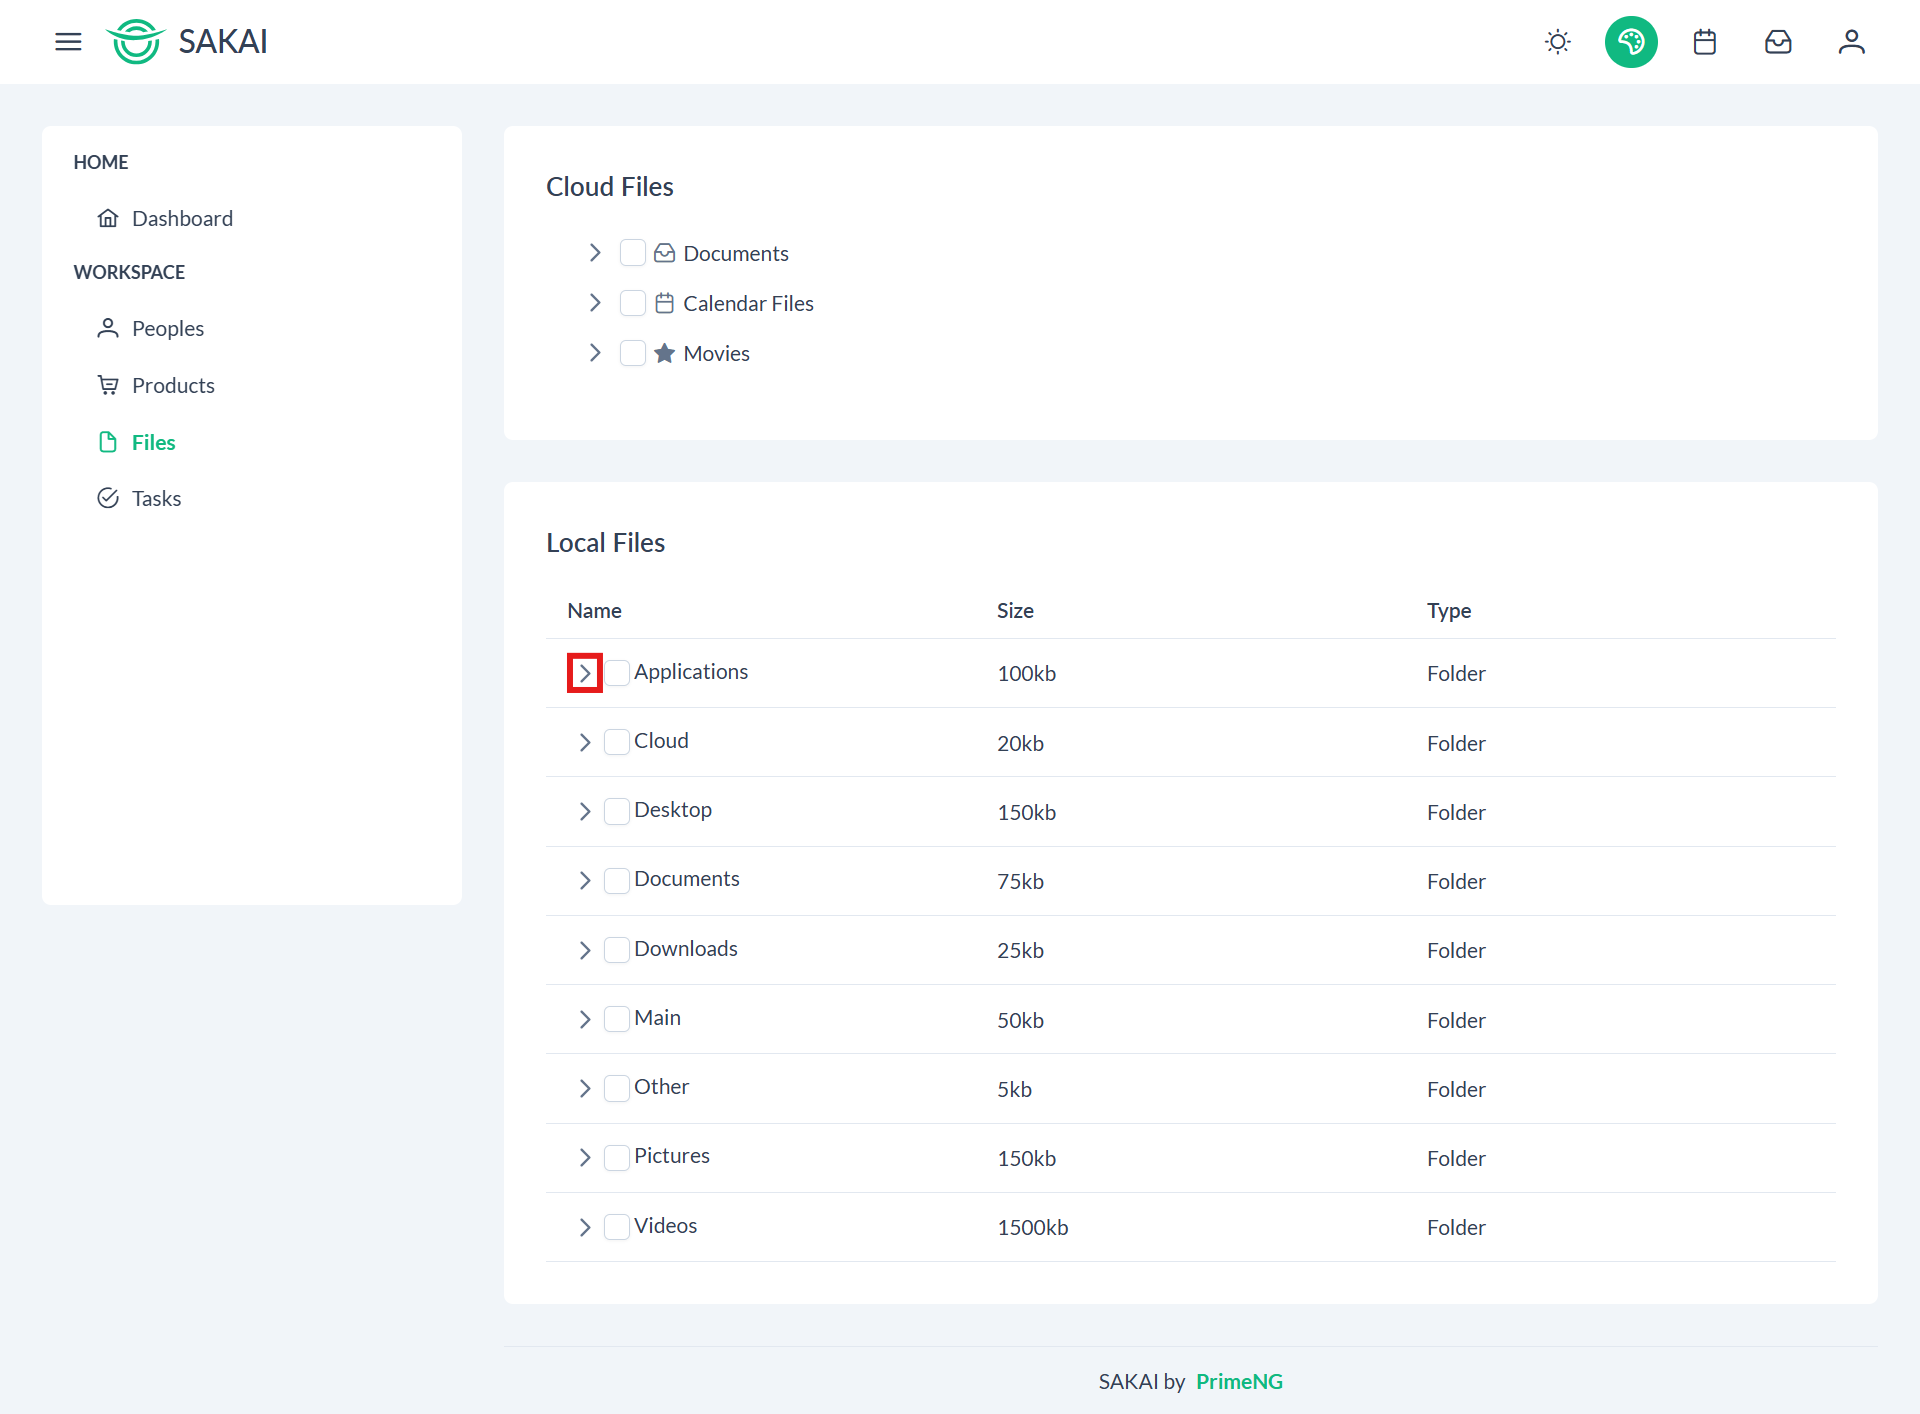 SAKAI
HOME
Dashboard
WORKSPACE
Peoples
Products
Files
Tasks
Cloud Files
Documents
Calendar Files
Movies
Local Files
Name Size Type
Applications 100kb Folder
Cloud 20kb Folder
Desktop 150kb Folder
Documents 75kb Folder
Downloads 25kb Folder
Main 50kb Folder
Other 5kb Folder
Pictures 150kb Folder
Videos 1500kb Folder
SAKAI by PrimeNG